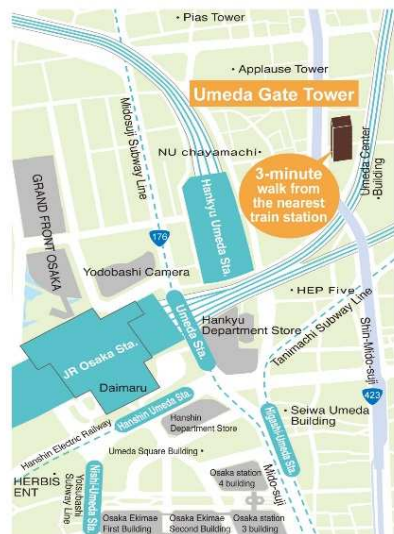 Pias Tower
Applause Tower
Umeda Gate Tower
Midosuji Subway Line
NU chayamachi
3-minute
walk from
the nearest
train station
Umeda Center
Building
Hankyu Umeda Sta.
GRAND FRONT OSAKA
176
Yodobashi Camera
HEP Five
Umeda Sta.
Hankyu
Department Store
Tanimachi Subway Line
Shin-Mido-suji
JR Osaka Sta.
Daimaru
423
Hanshin Umeda Sta.
Hanshin Electric Railway
Hanshin
Department Store
Higashi-Umeda Sta.
Seiwa Umeda
Building
Umeda Square Building
Mido-suji
HERBIS
ENT
Yotsubashi
Subway Line
Nishi-Umeda Sta.
Osaka station
4 building
Osaka Ekimae
First Building
Osaka Ekimae
Second Building
Osaka station
3 building